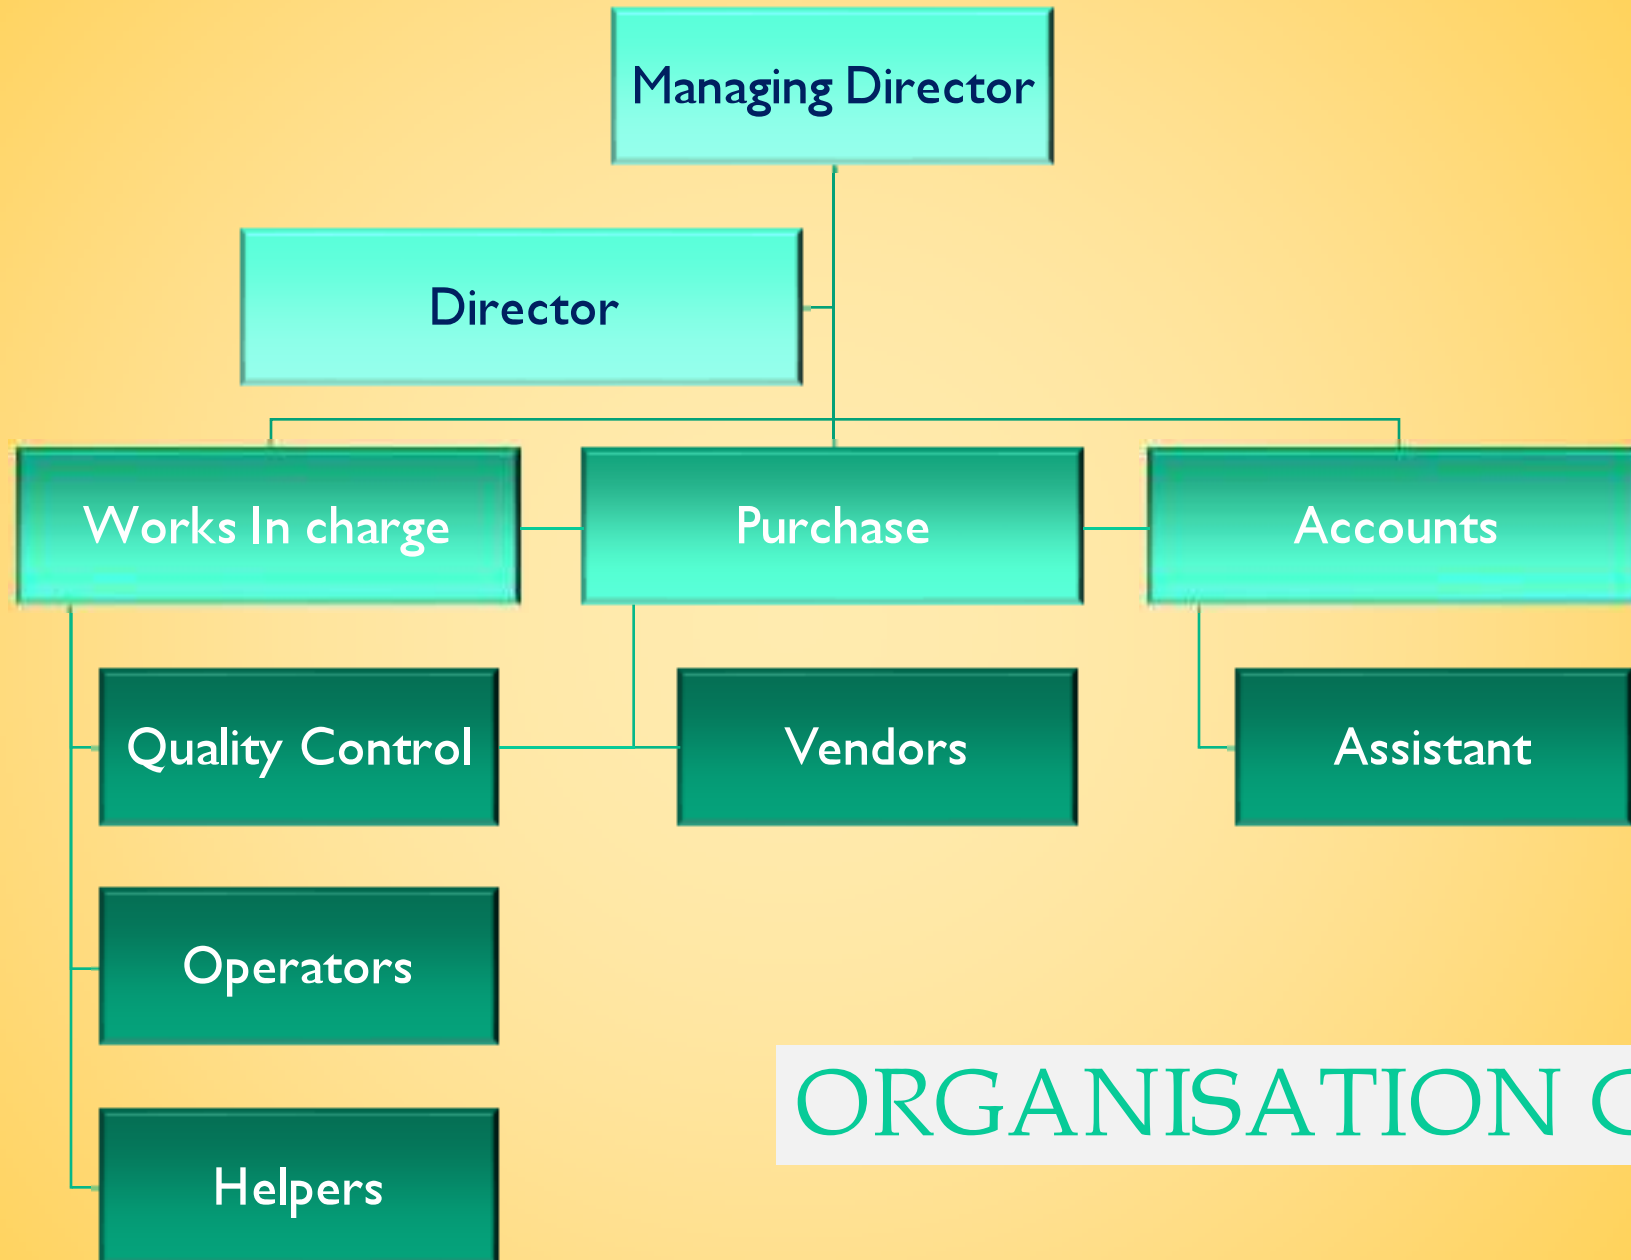 Managing Director
Director
Works In charge
Purchase
Accounts
Quality Control
Vendors
Assistant
Operators
Helpers
ORGANISATION